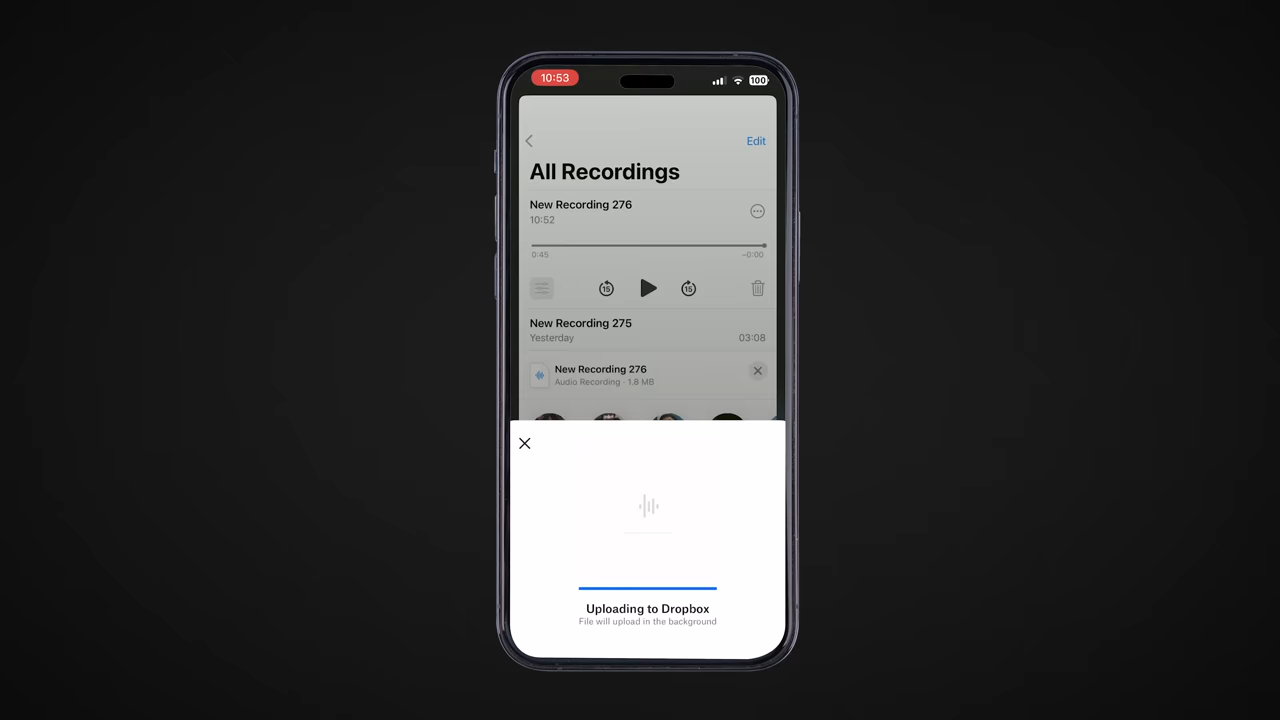 10:53
100
Edit
All Recordings
New Recording 276
10:52
0:45
−0:00
15
15
New Recording 275
Yesterday
03:08
New Recording 276
Audio Recording · 1.8 MB
Uploading to Dropbox
File will upload in the background